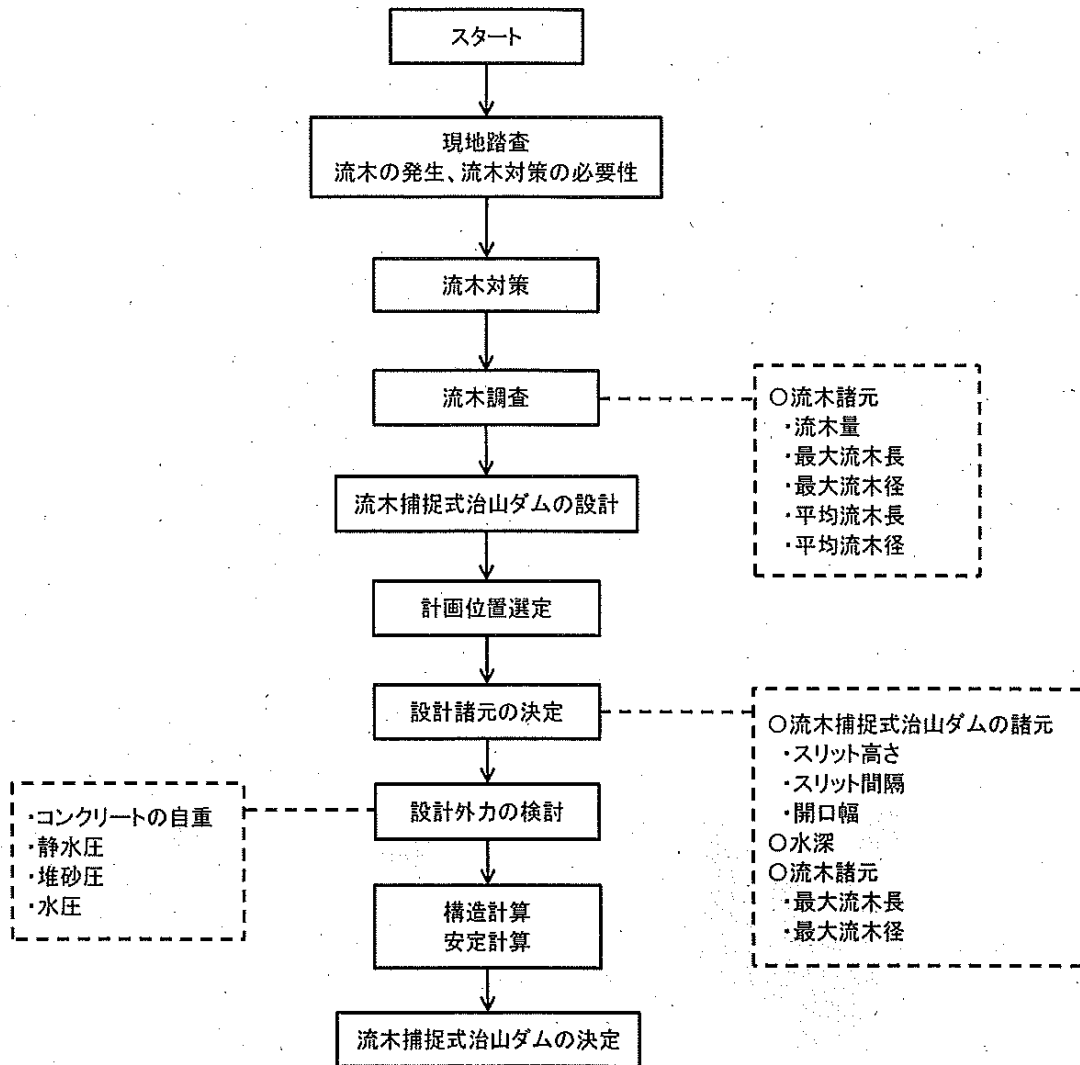 スタート
現地踏査
流木の発生、流木対策の必要性
流木対策
流木調査
○流木諸元
・流木量
・最大流木長
・最大流木径
・平均流木長
・平均流木径
流木捕捉式治山ダムの設計
計画位置選定
設計諸元の決定
○流木捕捉式治山ダムの諸元
・スリット高さ
・スリット間隔
・開口幅
○水深
○流木諸元
・最大流木長
・最大流木径
設計外力の検討
・コンクリートの自重
・静水圧
・堆砂圧
・水圧
構造計算
安定計算
流木捕捉式治山ダムの決定